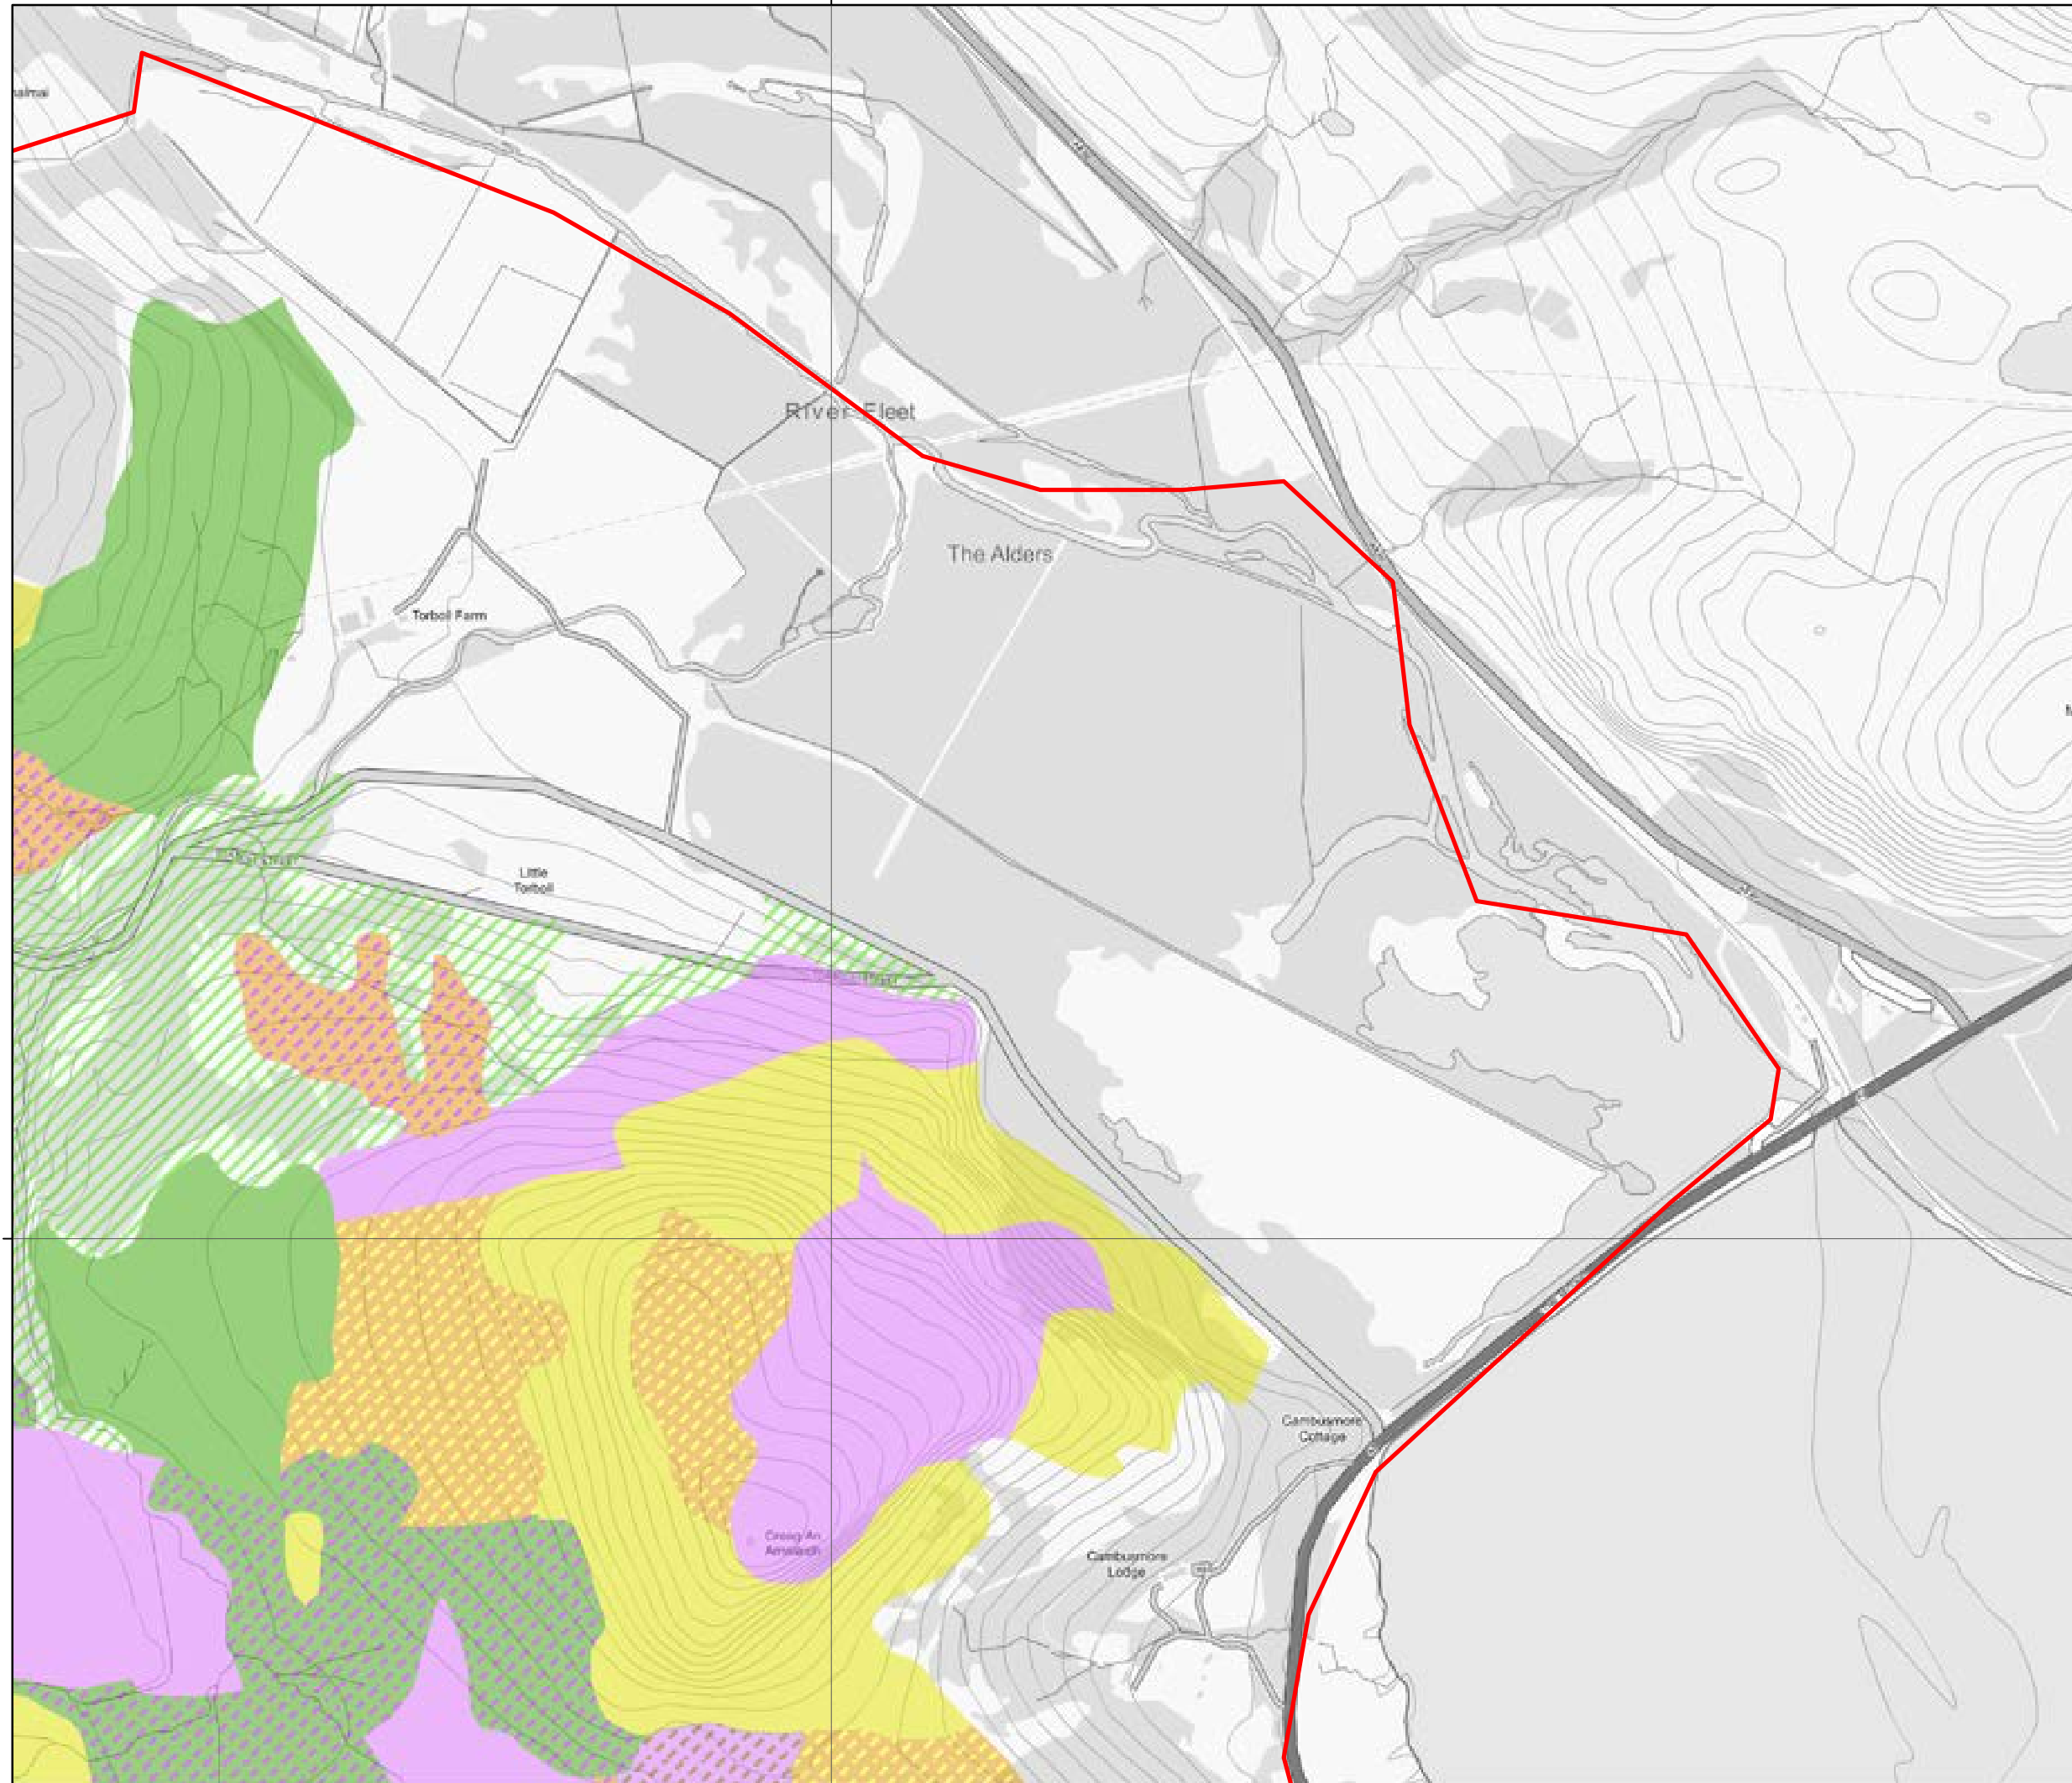 River Fleet
The Alders
Torboll Farm
Little
Torboll
Cambusmore
Cottage
Creag An
Amalaidh
Cambusmore
Lodge